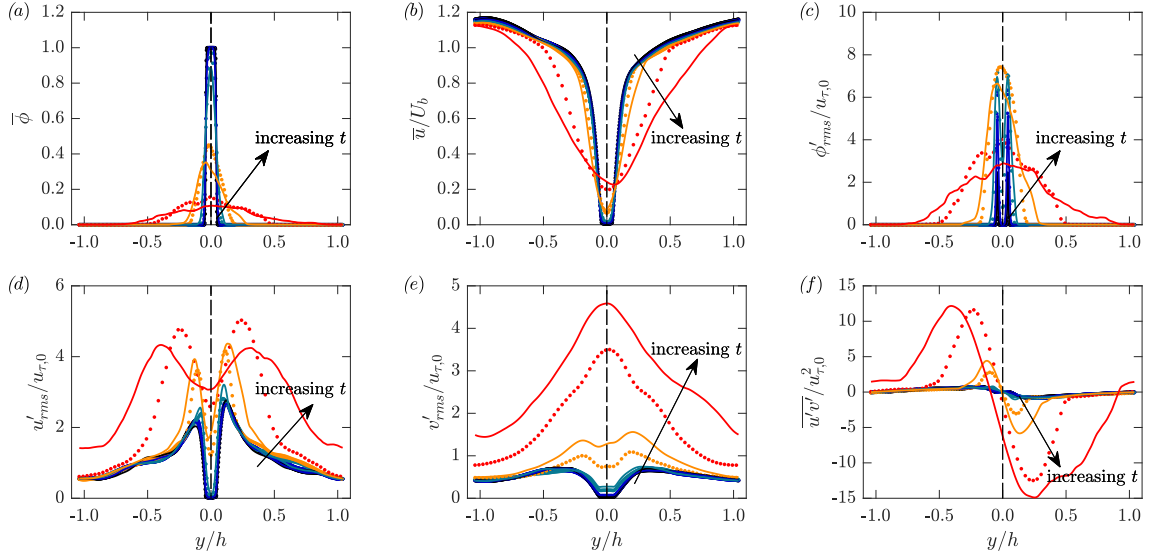 (a) (b) (c)
1.2 1.2 10
1.0 1.0 8
0.8 0.8
0.6 0.6 6
0.4 0.4 4
0.2 0.2 2
0.0 0.0 0
ϕ̅ u̅/U_b ϕ′_rms/u_τ,0
increasing t increasing t increasing t
-1.0 -0.5 0.0 0.5 1.0 -1.0 -0.5 0.0 0.5 1.0 -1.0 -0.5 0.0 0.5 1.0
(d) (e) (f)
6 5 15
4 4 10
2 3 5
0 2 0
1 -5
0 -10
-15
u′_rms/u_τ,0 v′_rms/u_τ,0 u′v′̅/u²_τ,0
increasing t increasing t increasing t
-1.0 -0.5 0.0 0.5 1.0 -1.0 -0.5 0.0 0.5 1.0 -1.0 -0.5 0.0 0.5 1.0
y/h y/h y/h